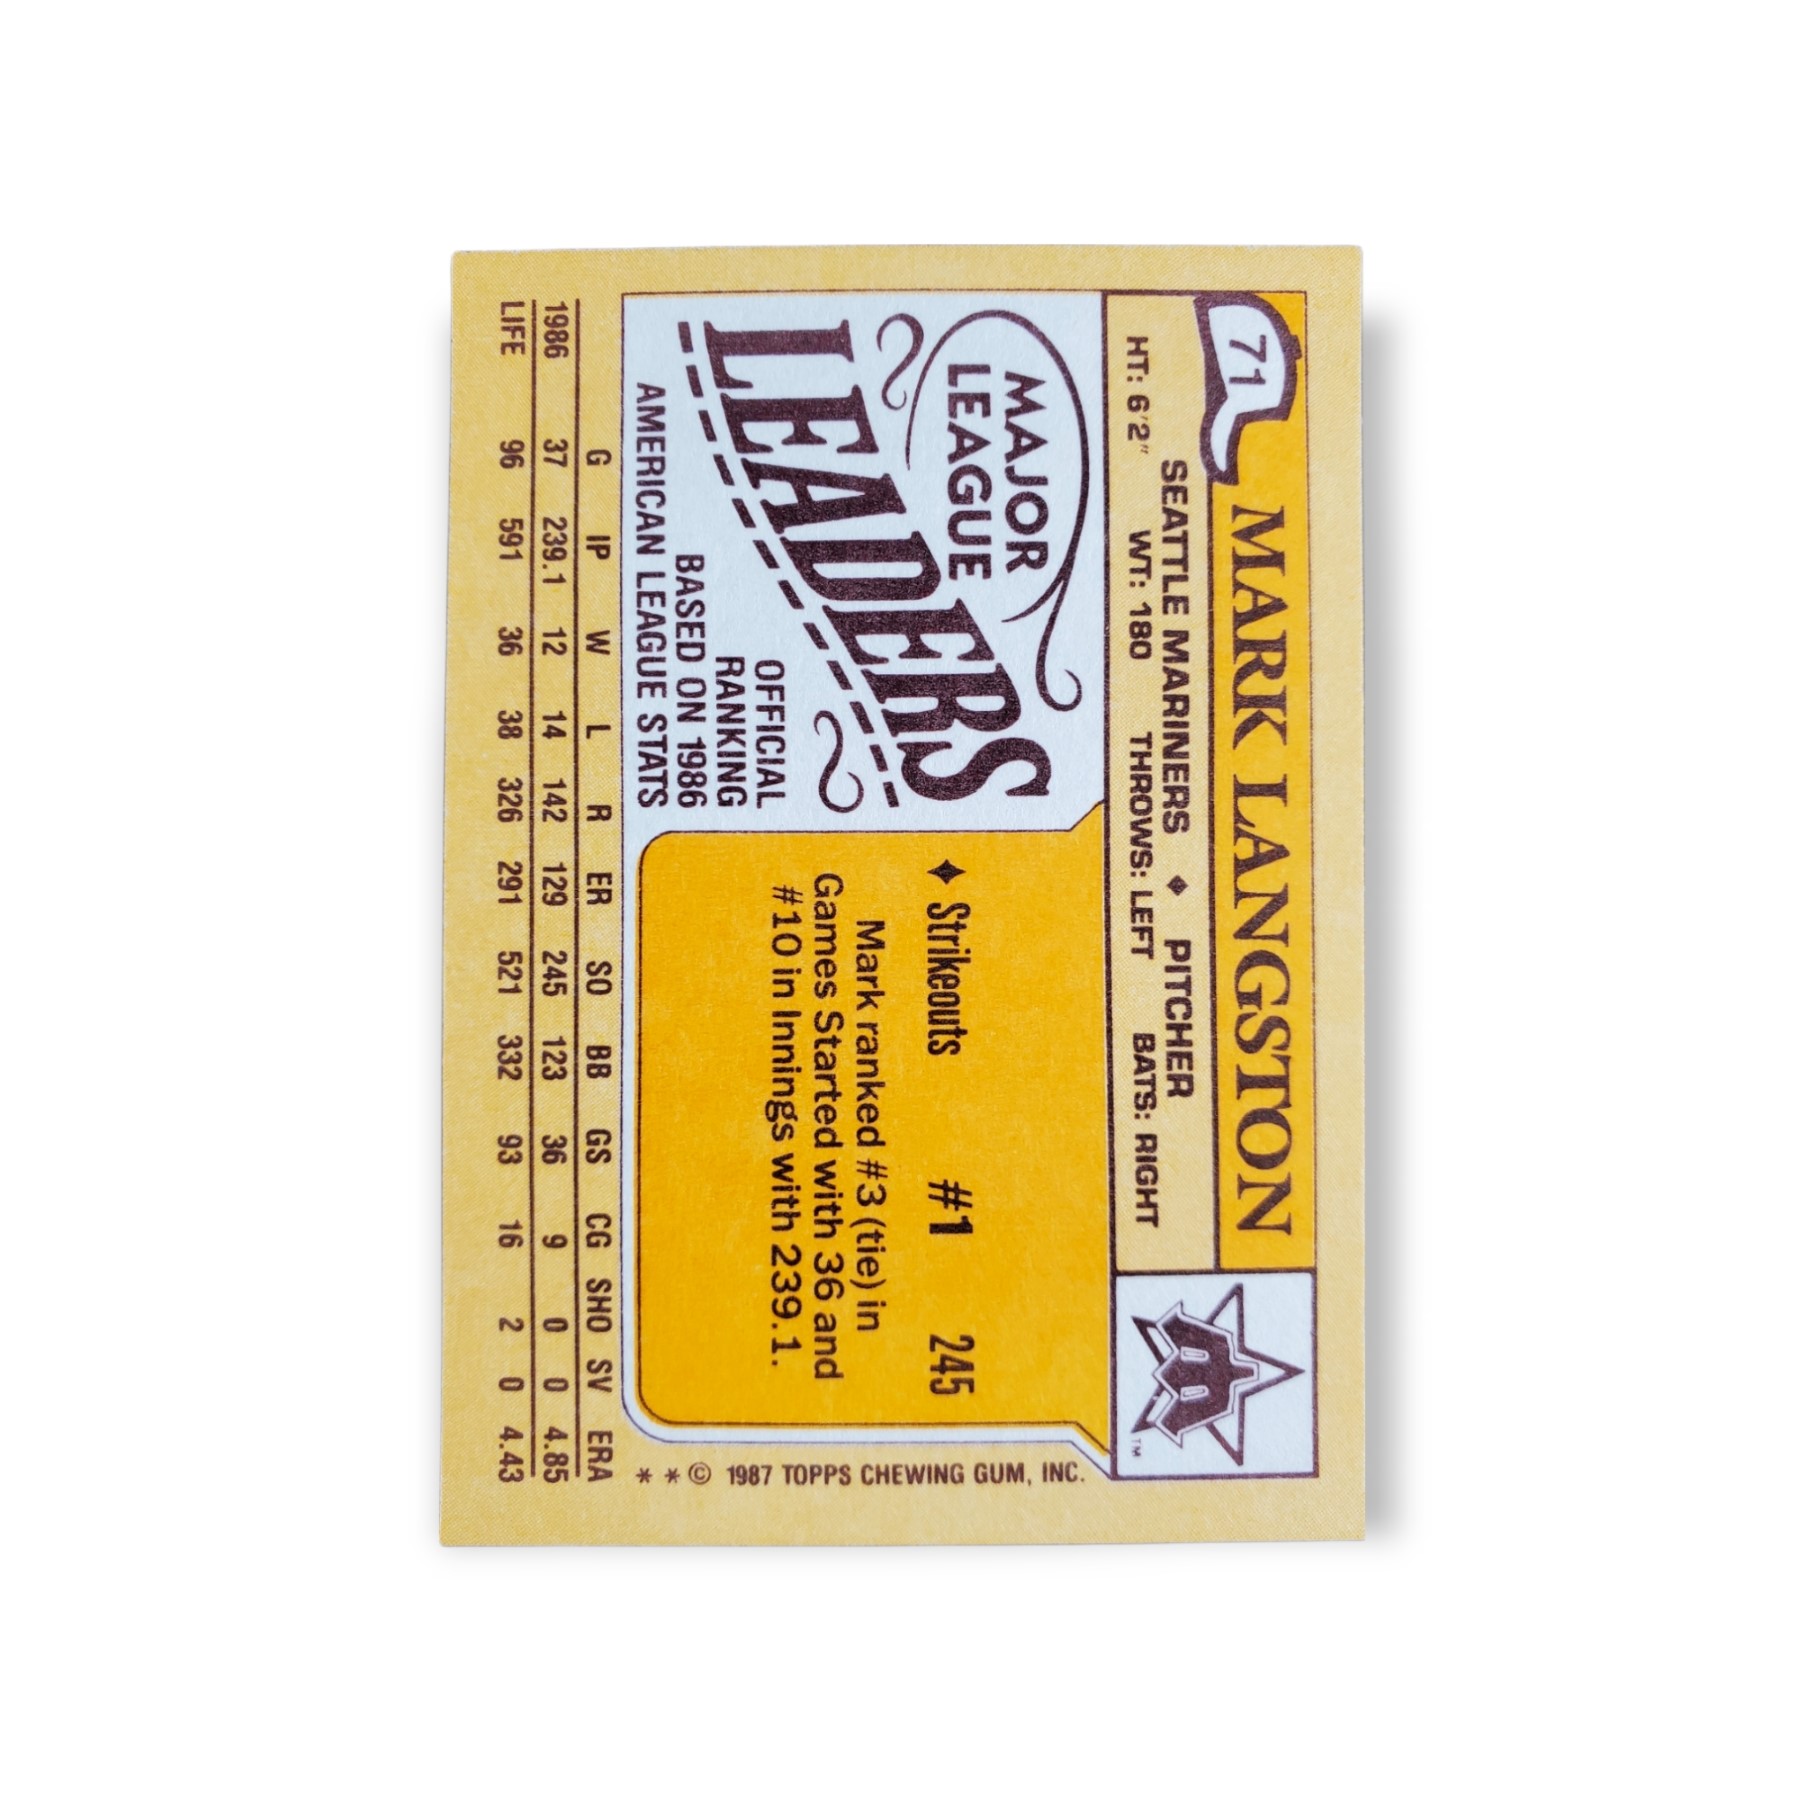 71
MARK LANGSTON
SEATTLE MARINERS ♦ PITCHER
HT: 6'2" WT: 180 THROWS: LEFT BATS: RIGHT
TM
MAJOR
LEAGUE
LEADERS
OFFICIAL
RANKING
BASED ON 1986
AMERICAN LEAGUE STATS
♦ Strikeouts #1 245
Mark ranked #3 (tie) in
Games Started with 36 and
#10 in Innings with 239.1.
* * © 1987 TOPPS CHEWING GUM, INC.
G IP W L R ER SO BB GS CG SHO SV ERA
1986 37 239.1 12 14 142 129 245 123 36 9 0 0 4.85
LIFE 96 591 36 38 326 291 521 332 93 16 2 0 4.43